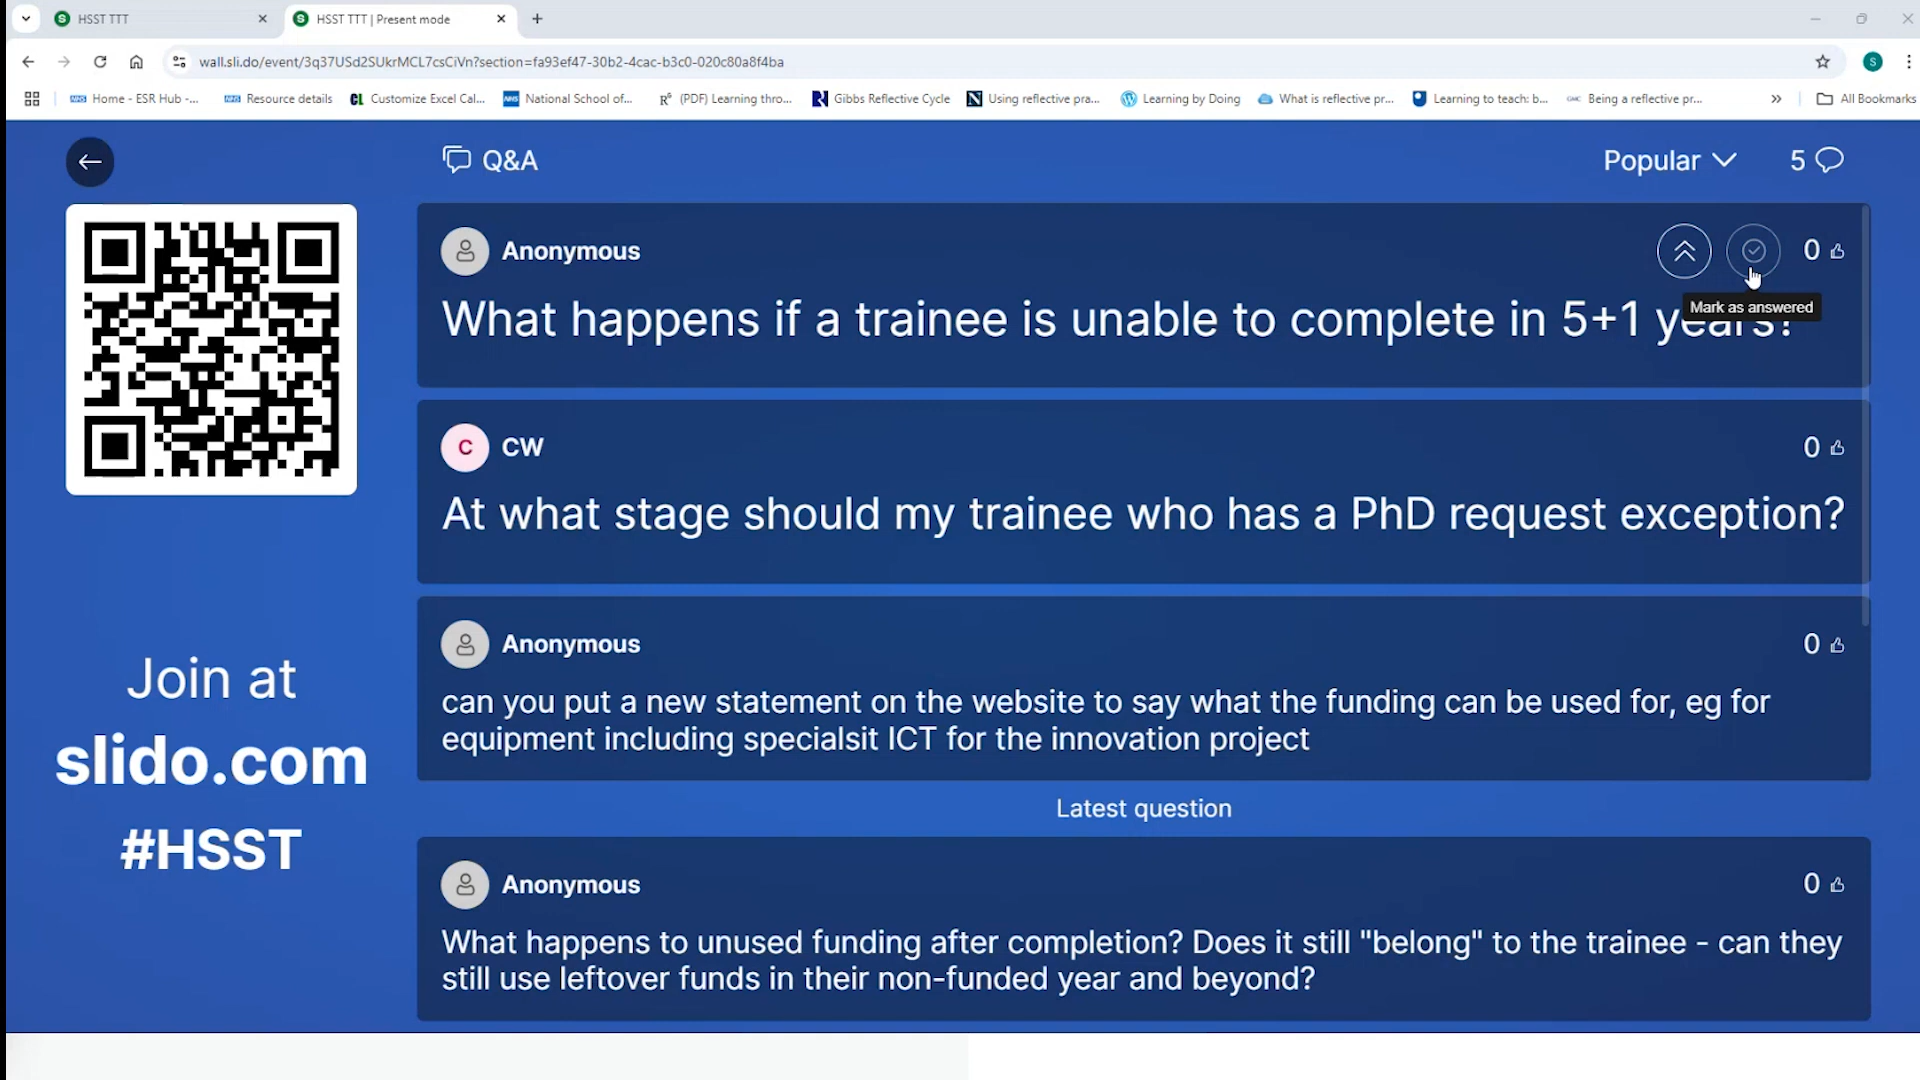 HSST TTT
HSST TTT | Present mode
wall.sli.do/event/3q37USd2SUkrMCL7csCiVn?section=fa93ef47-30b2-4cac-b3c0-020c80a8f4ba
NHS Home - ESR Hub -...
NHS Resource details
CL Customize Excel Cal...
NHS National School of...
R⁶ (PDF) Learning thro...
Gibbs Reflective Cycle
N Using reflective pra...
Learning by Doing
What is reflective pr...
Learning to teach: b...
GMC Being a reflective pr...
All Bookmarks
S
Q&A
Popular
5
Anonymous
0
What happens if a trainee is unable to complete in 5+1 years?
Mark as answered
C
CW
0
At what stage should my trainee who has a PhD request exception?
Anonymous
0
can you put a new statement on the website to say what the funding can be used for, eg for
equipment including specialsit ICT for the innovation project
Latest question
Anonymous
0
What happens to unused funding after completion? Does it still "belong" to the trainee - can they
still use leftover funds in their non-funded year and beyond?
Join at
slido.com
#HSST